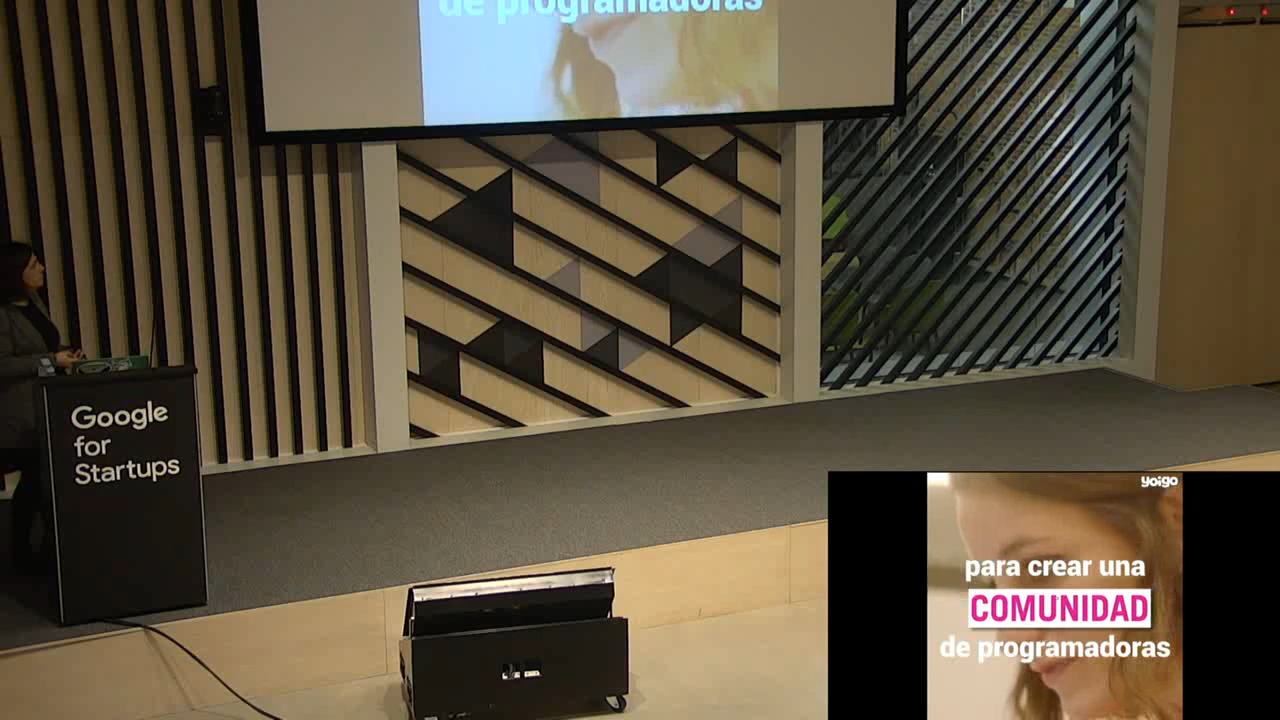 de programadoras
Google
for
Startups
yoigo
para crear una
COMUNIDAD
de programadoras